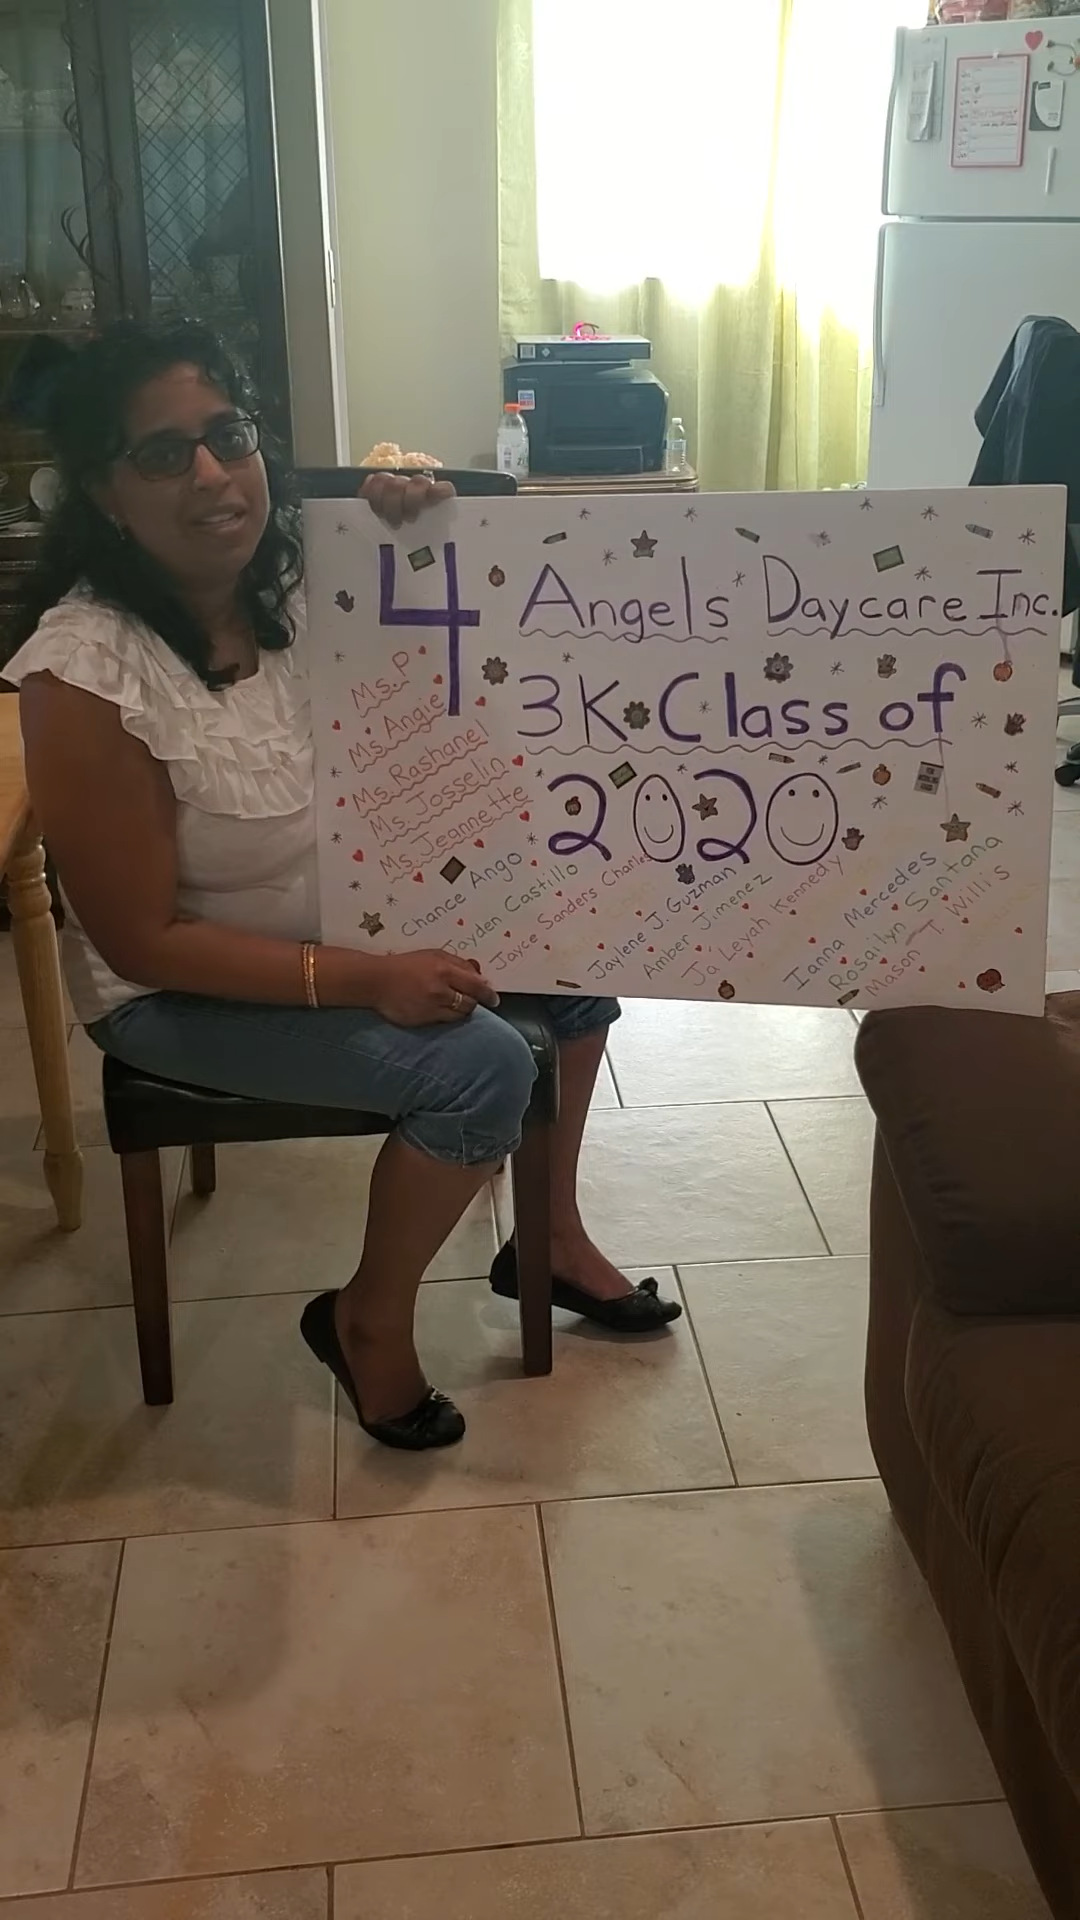 4 Angels Daycare Inc.
3K Class of
2020
Ms. P
Ms. Angie
Ms. Rashanel
Ms. Josselin
Ms. Jeannette
Chance Ango
Jayden Castillo
Jayce Sanders Charles
Jaylene J. Guzman
Amber Jimenez
Ja'Leyah Kennedy
Ianna Mercedes
Rosailyn Santana
Mason T. Willis